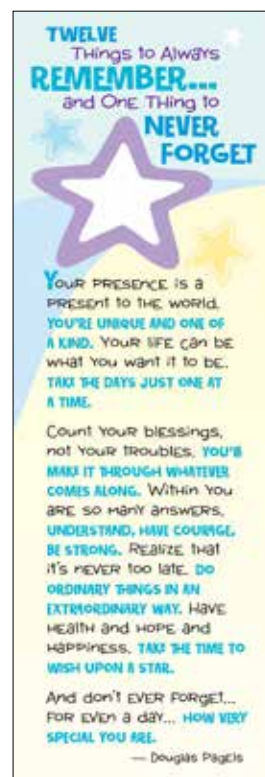 TWELVE
THINGS to ALWAYS
REMEMBER...
and ONE THING to
NEVER
FORGET
YOUR PRESENCE is a
PRESENT to THE WORLD.
YOU'RE UNIQUE AND ONE OF
A KIND. YOUR LIFE can BE
WHAT YOU WANT it to BE.
TAKE THE DAYS JUST ONE AT
A TIME.
Count YOUR BLESSINGS,
not YOUR TROUBLES. YOU'LL
MAKE IT THROUGH WHATEVER
COMES ALONG. WITHIN YOU
ARE SO MANY ANSWERS.
UNDERSTAND, HAVE COURAGE,
BE STRONG. REALIZE THAT
it's NEVER too LATE. DO
ORDINARY THINGS IN AN
EXTRAORDINARY WAY. HAVE
HEALTH and HOPE and
HAPPINESS. TAKE THE TIME TO
WISH UPON A STAR.
And don't EVER FORGET...
FOR EVEN a day... HOW VERY
SPECIAL YOU ARE.
— Douglas Pagels